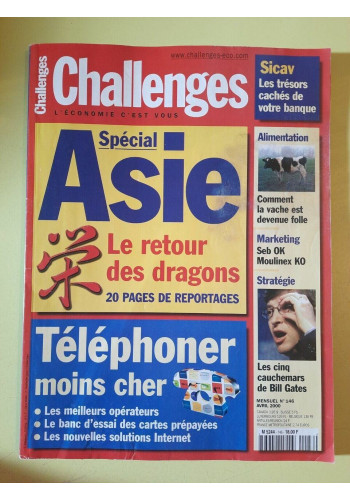 Challenges
www.challenges-eco.com
Challenges
L'ÉCONOMIE C'EST VOUS
Sicav
Les trésors
cachés de
votre banque
Spécial
Asie
栄
Le retour
des dragons
20 PAGES DE REPORTAGES
Alimentation
Comment
la vache est
devenue folle
Marketing
Seb OK
Moulinex KO
Stratégie
Les cinq
cauchemars
de Bill Gates
Téléphoner
moins cher
• Les meilleurs opérateurs
• Le banc d'essai des cartes prépayées
• Les nouvelles solutions Internet
MENSUEL N° 146
AVRIL 2000